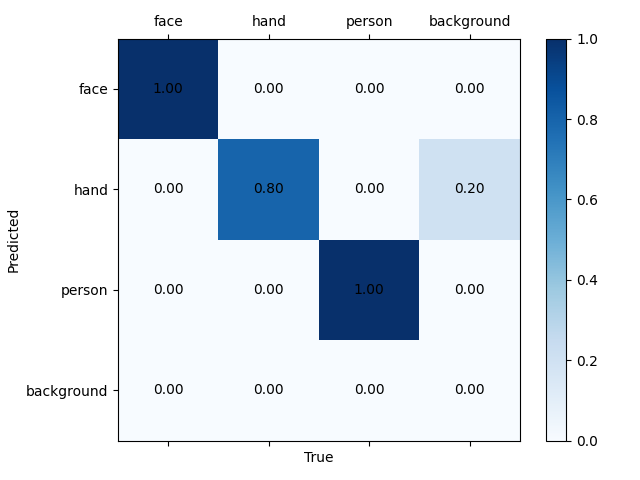 face hand person background
face 1.00 0.00 0.00 0.00 1.0
hand 0.00 0.80 0.00 0.20 0.8
person 0.00 0.00 1.00 0.00 0.6
background 0.00 0.00 0.00 0.00 0.4
0.2
0.0
Predicted
True